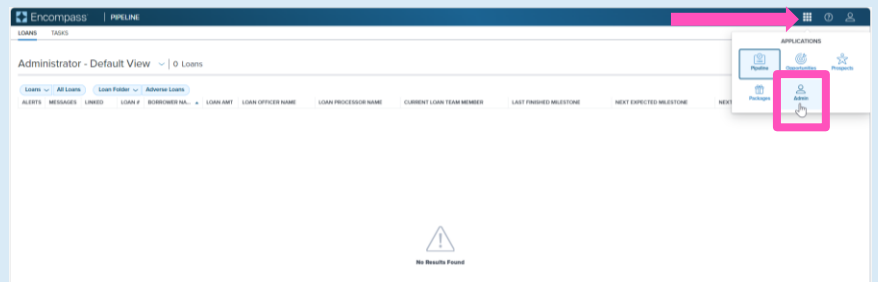 Encompass | PIPELINE
LOANS TASKS
APPLICATIONS
Pipeline Opportunities Prospects
Packages Admin
Administrator - Default View | 0 Loans
Loans All Loans Loan Folder Adverse Loans
ALERTS MESSAGES LINKED LOAN # BORROWER NA... LOAN AMT LOAN OFFICER NAME LOAN PROCESSOR NAME CURRENT LOAN TEAM MEMBER LAST FINISHED MILESTONE NEXT EXPECTED MILESTONE NEXT
No Results Found